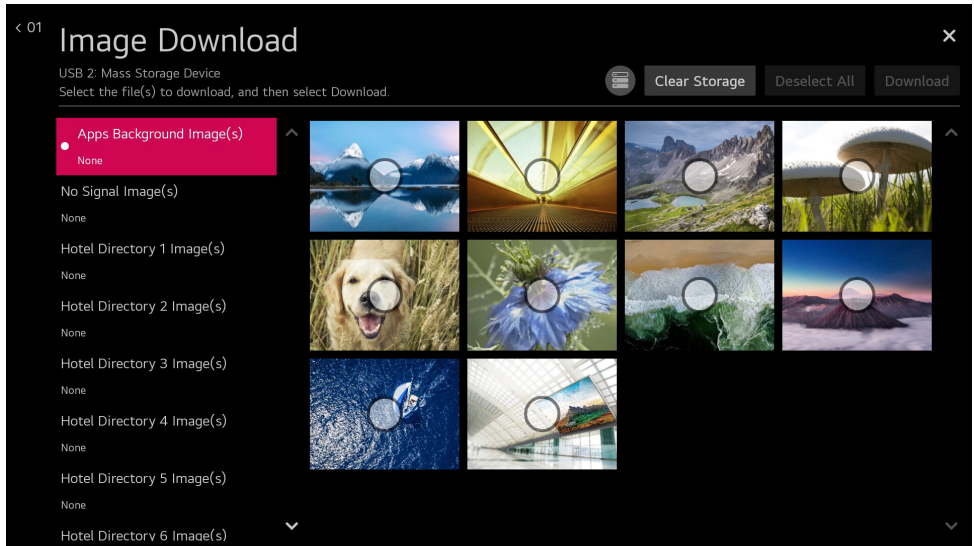 < 01
Image Download
USB 2: Mass Storage Device
Select the file(s) to download, and then select Download.
Clear Storage
Deselect All
Download
Apps Background Image(s)
None
No Signal Image(s)
None
Hotel Directory 1 Image(s)
None
Hotel Directory 2 Image(s)
None
Hotel Directory 3 Image(s)
None
Hotel Directory 4 Image(s)
None
Hotel Directory 5 Image(s)
None
Hotel Directory 6 Image(s)